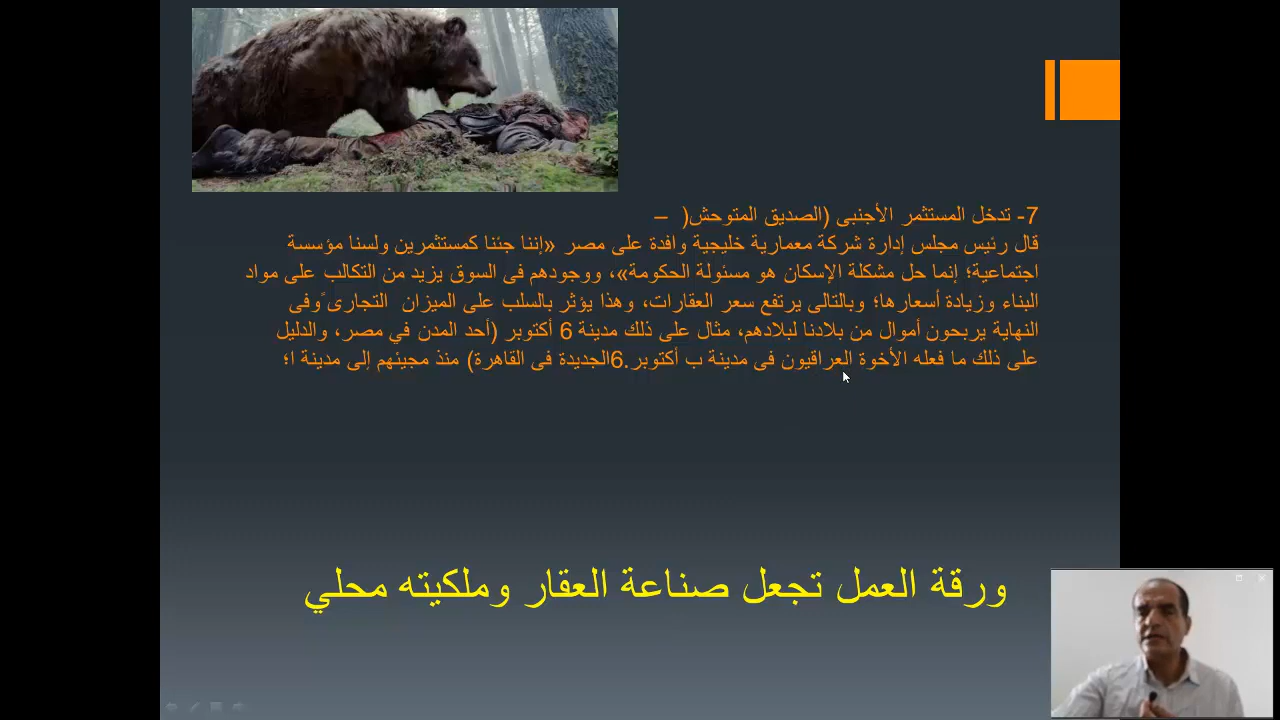 7- تدخل المستثمر الأجنبى (الصديق المتوحش( –
قال رئيس مجلس إدارة شركة معمارية خليجية وافدة على مصر «إننا جئنا كمستثمرين ولسنا مؤسسة
اجتماعية؛ إنما حل مشكلة الإسكان هو مسئولة الحكومة»، ووجودهم فى السوق يزيد من التكالب على مواد
البناء وزيادة أسعارها؛ وبالتالى يرتفع سعر العقارات، وهذا يؤثر بالسلب على الميزان التجارى ًوفى
النهاية يربحون أموال من بلادنا لبلادهم، مثال على ذلك مدينة 6 أكتوبر (أحد المدن في مصر، والدليل
على ذلك ما فعله الأخوة العراقيون فى مدينة ب أكتوبر.6الجديدة فى القاهرة) منذ مجيئهم إلى مدينة ا؛
ورقة العمل تجعل صناعة العقار وملكيته محلي